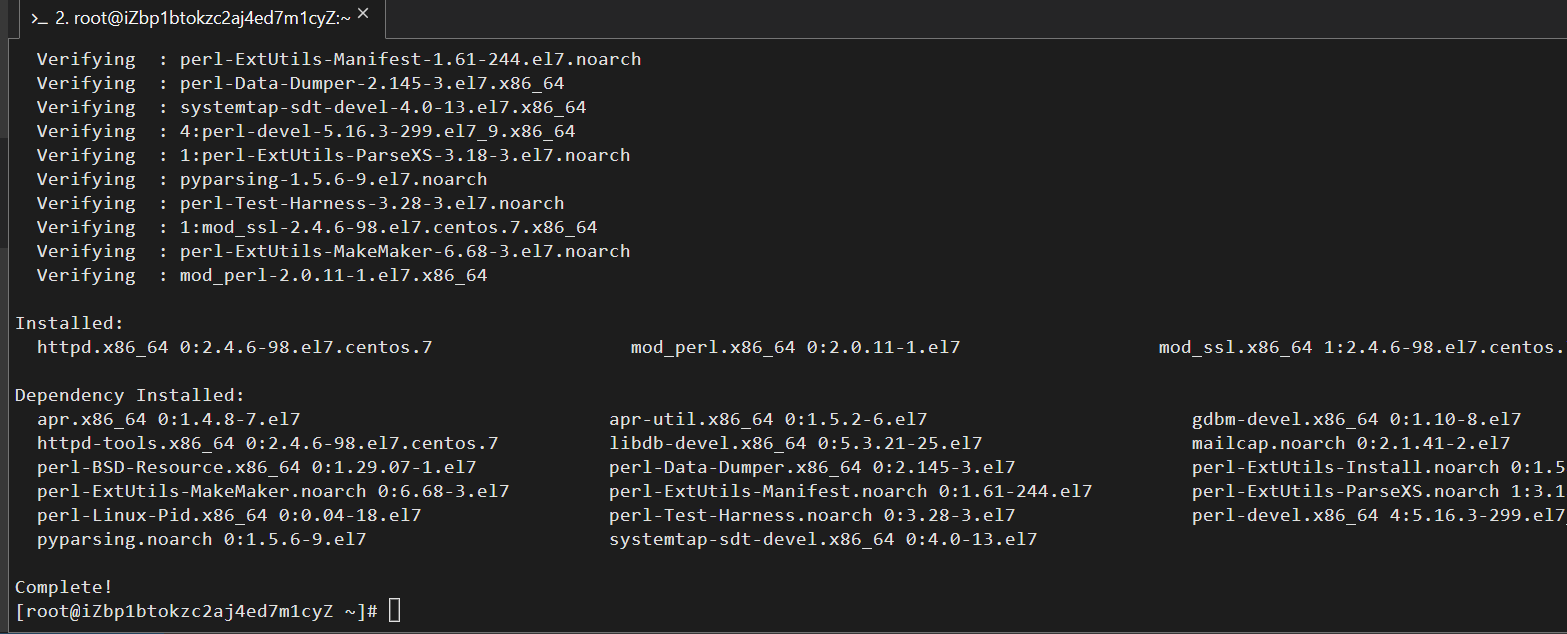 >_ 2. root@iZbp1btokzc2aj4ed7m1cyZ:~ ×
Verifying : perl-ExtUtils-Manifest-1.61-244.el7.noarch
Verifying : perl-Data-Dumper-2.145-3.el7.x86_64
Verifying : systemtap-sdt-devel-4.0-13.el7.x86_64
Verifying : 4:perl-devel-5.16.3-299.el7_9.x86_64
Verifying : 1:perl-ExtUtils-ParseXS-3.18-3.el7.noarch
Verifying : pyparsing-1.5.6-9.el7.noarch
Verifying : perl-Test-Harness-3.28-3.el7.noarch
Verifying : 1:mod_ssl-2.4.6-98.el7.centos.7.x86_64
Verifying : perl-ExtUtils-MakeMaker-6.68-3.el7.noarch
Verifying : mod_perl-2.0.11-1.el7.x86_64
Installed:
httpd.x86_64 0:2.4.6-98.el7.centos.7 mod_perl.x86_64 0:2.0.11-1.el7 mod_ssl.x86_64 1:2.4.6-98.el7.centos.
Dependency Installed:
apr.x86_64 0:1.4.8-7.el7 apr-util.x86_64 0:1.5.2-6.el7 gdbm-devel.x86_64 0:1.10-8.el7
httpd-tools.x86_64 0:2.4.6-98.el7.centos.7 libdb-devel.x86_64 0:5.3.21-25.el7 mailcap.noarch 0:2.1.41-2.el7
perl-BSD-Resource.x86_64 0:1.29.07-1.el7 perl-Data-Dumper.x86_64 0:2.145-3.el7 perl-ExtUtils-Install.noarch 0:1.5
perl-ExtUtils-MakeMaker.noarch 0:6.68-3.el7 perl-ExtUtils-Manifest.noarch 0:1.61-244.el7 perl-ExtUtils-ParseXS.noarch 1:3.1
perl-Linux-Pid.x86_64 0:0.04-18.el7 perl-Test-Harness.noarch 0:3.28-3.el7 perl-devel.x86_64 4:5.16.3-299.el7_
pyparsing.noarch 0:1.5.6-9.el7 systemtap-sdt-devel.x86_64 0:4.0-13.el7
Complete!
[root@iZbp1btokzc2aj4ed7m1cyZ ~]#